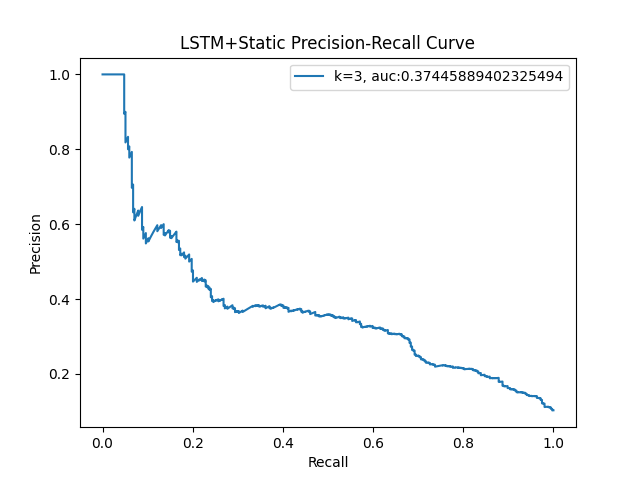 LSTM+Static Precision-Recall Curve
k=3, auc:0.37445889402325494
1.0
0.8
0.6
0.4
0.2
Precision
0.0 0.2 0.4 0.6 0.8 1.0
Recall